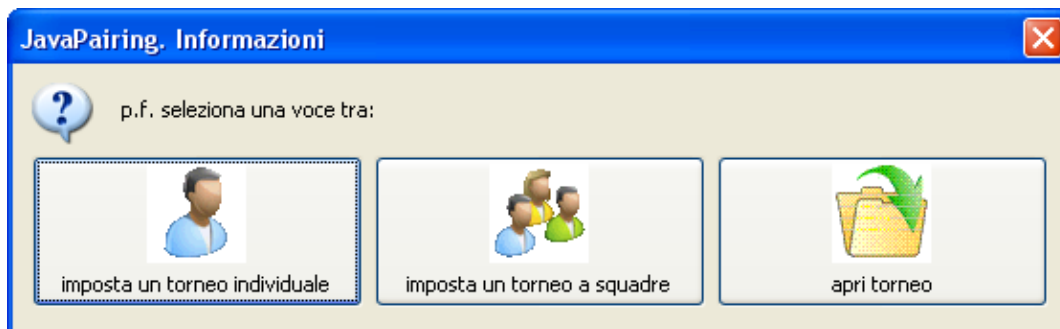 JavaPairing. Informazioni
p.f. seleziona una voce tra:
imposta un torneo individuale
imposta un torneo a squadre
apri torneo